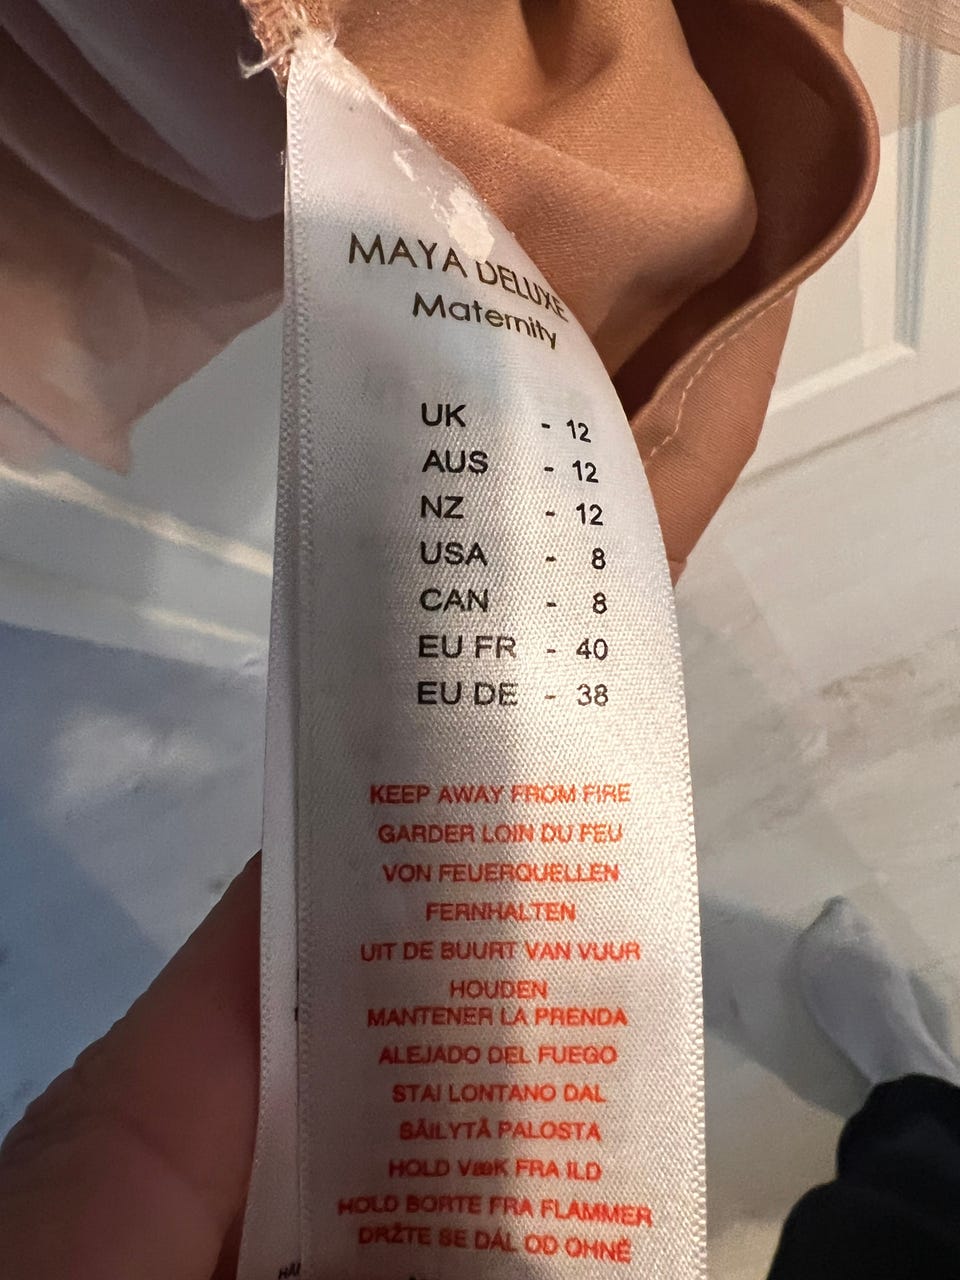 MAYA DELUXE
Maternity
UK - 12
AUS - 12
NZ - 12
USA - 8
CAN - 8
EU FR - 40
EU DE - 38
KEEP AWAY FROM FIRE
GARDER LOIN DU FEU
VON FEUERQUELLEN
FERNHALTEN
UIT DE BUURT VAN VUUR
HOUDEN
MANTENER LA PRENDA
ALEJADO DEL FUEGO
STAI LONTANO DAL
SÄILYTÄ PALOSTA
HOLD VæK FRA ILD
HOLD BORTE FRA FLAMMER
DRŽTE SE DÁL OD OHNĚ